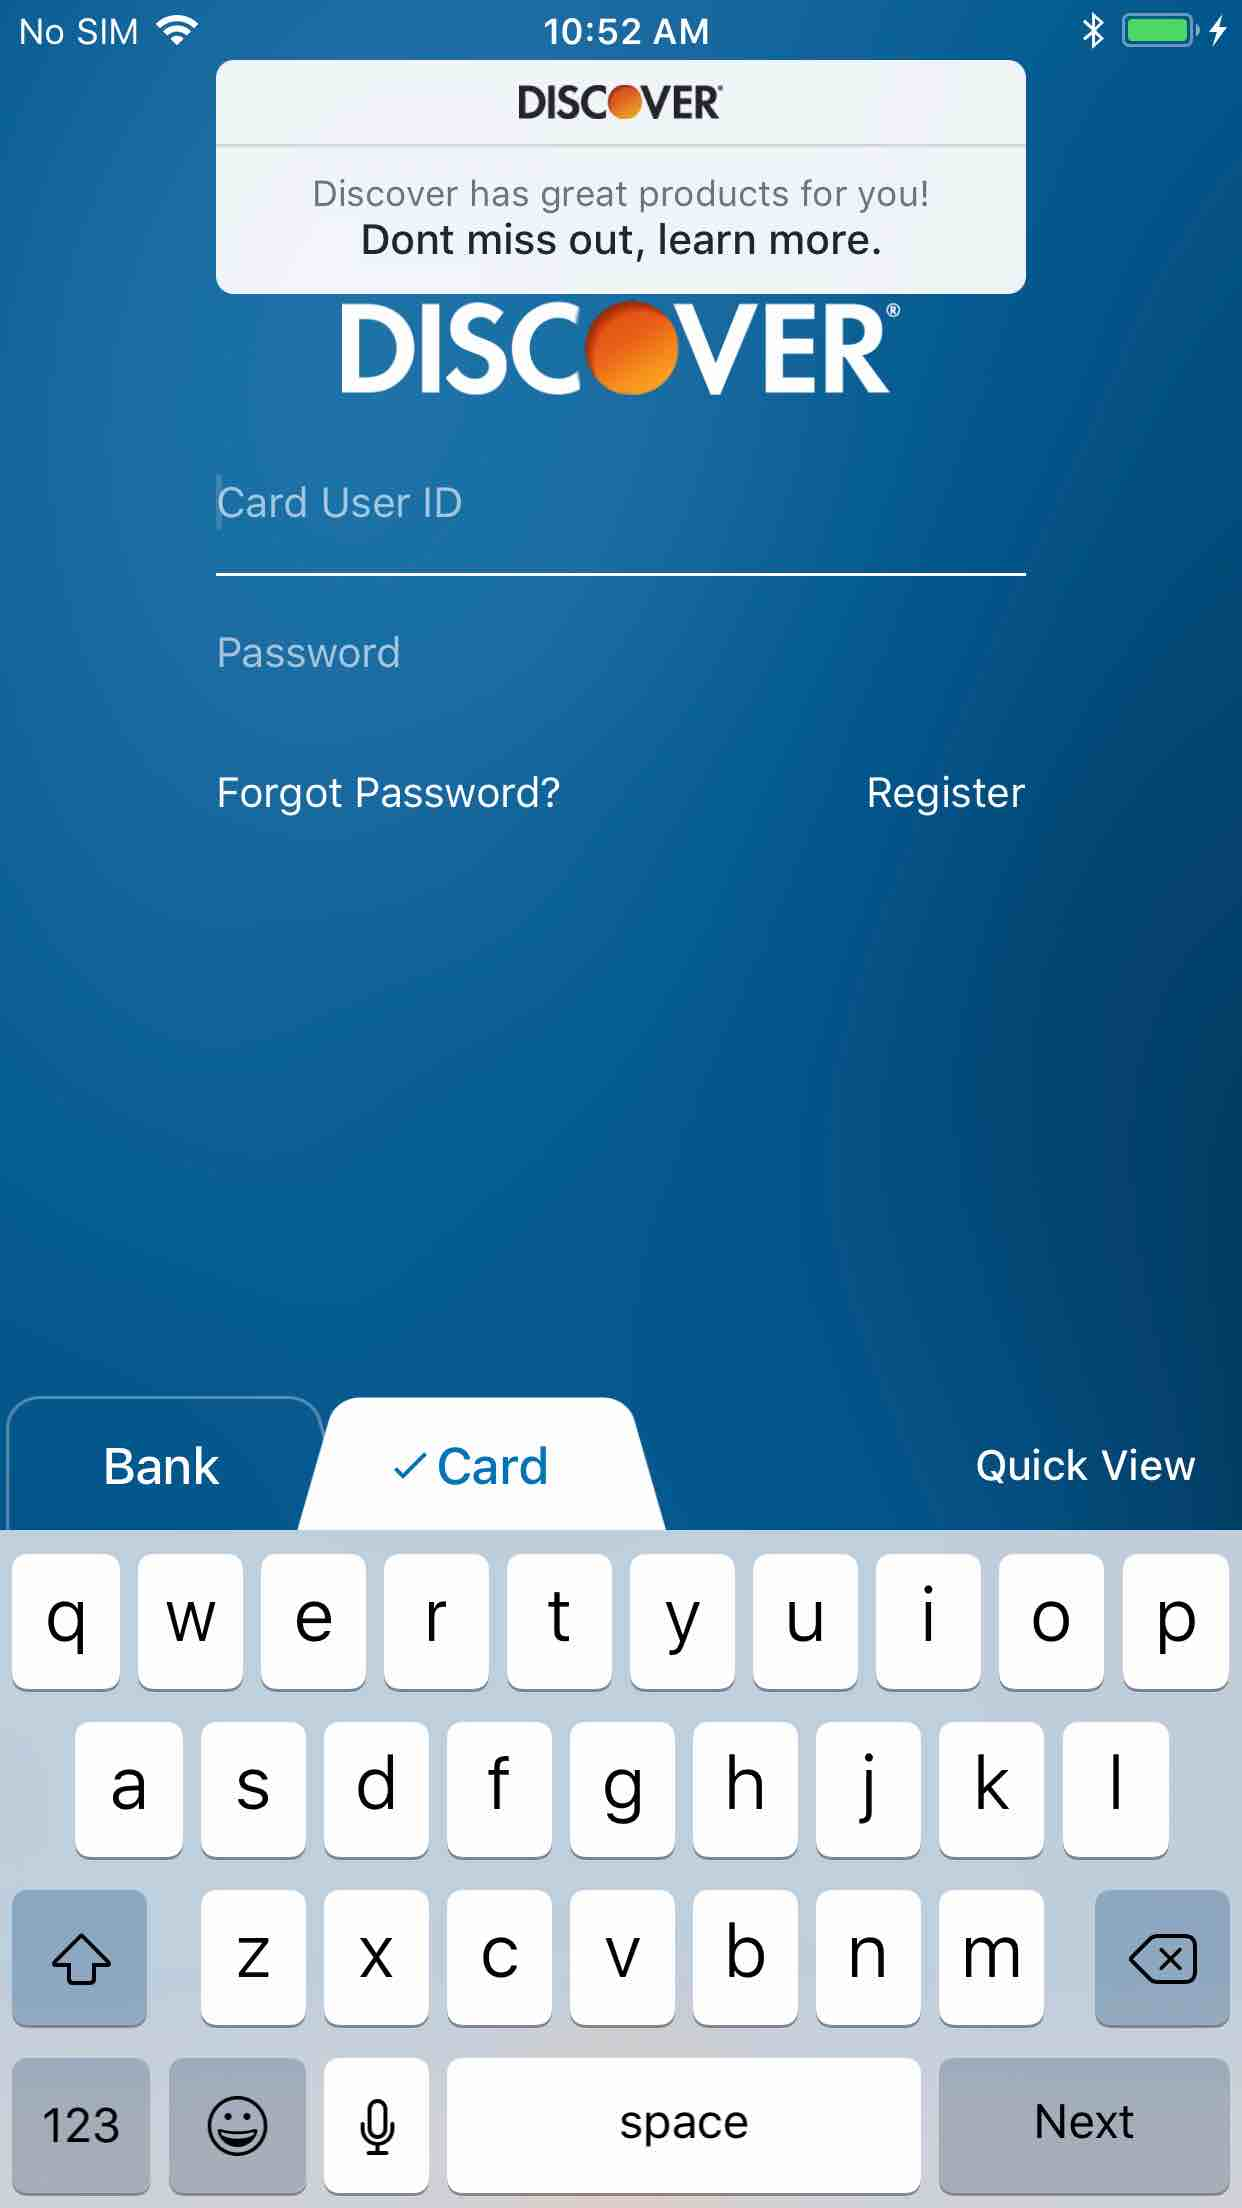 No SIM 10:52 AM
DISCOVER®
Discover has great products for you!
Dont miss out, learn more.
DISCOVER®
Card User ID
Password
Forgot Password? Register
Bank ✓ Card Quick View
q w e r t y u i o p
a s d f g h j k l
z x c v b n m
123 space Next